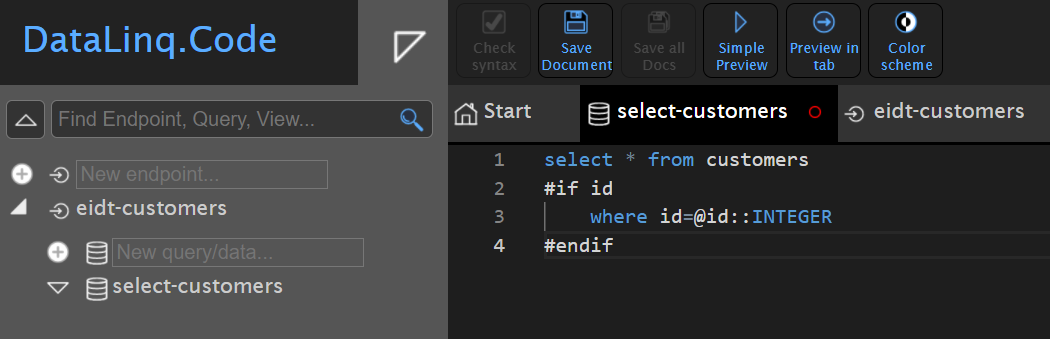 DataLinq.Code
Check syntax
Save Document
Save all Docs
Simple Preview
Preview in tab
Color scheme
Find Endpoint, Query, View...
Start
select-customers
eidt-customers
New endpoint...
eidt-customers
New query/data...
select-customers
1 select * from customers
2 #if id
3 where id=@id::INTEGER
4 #endif